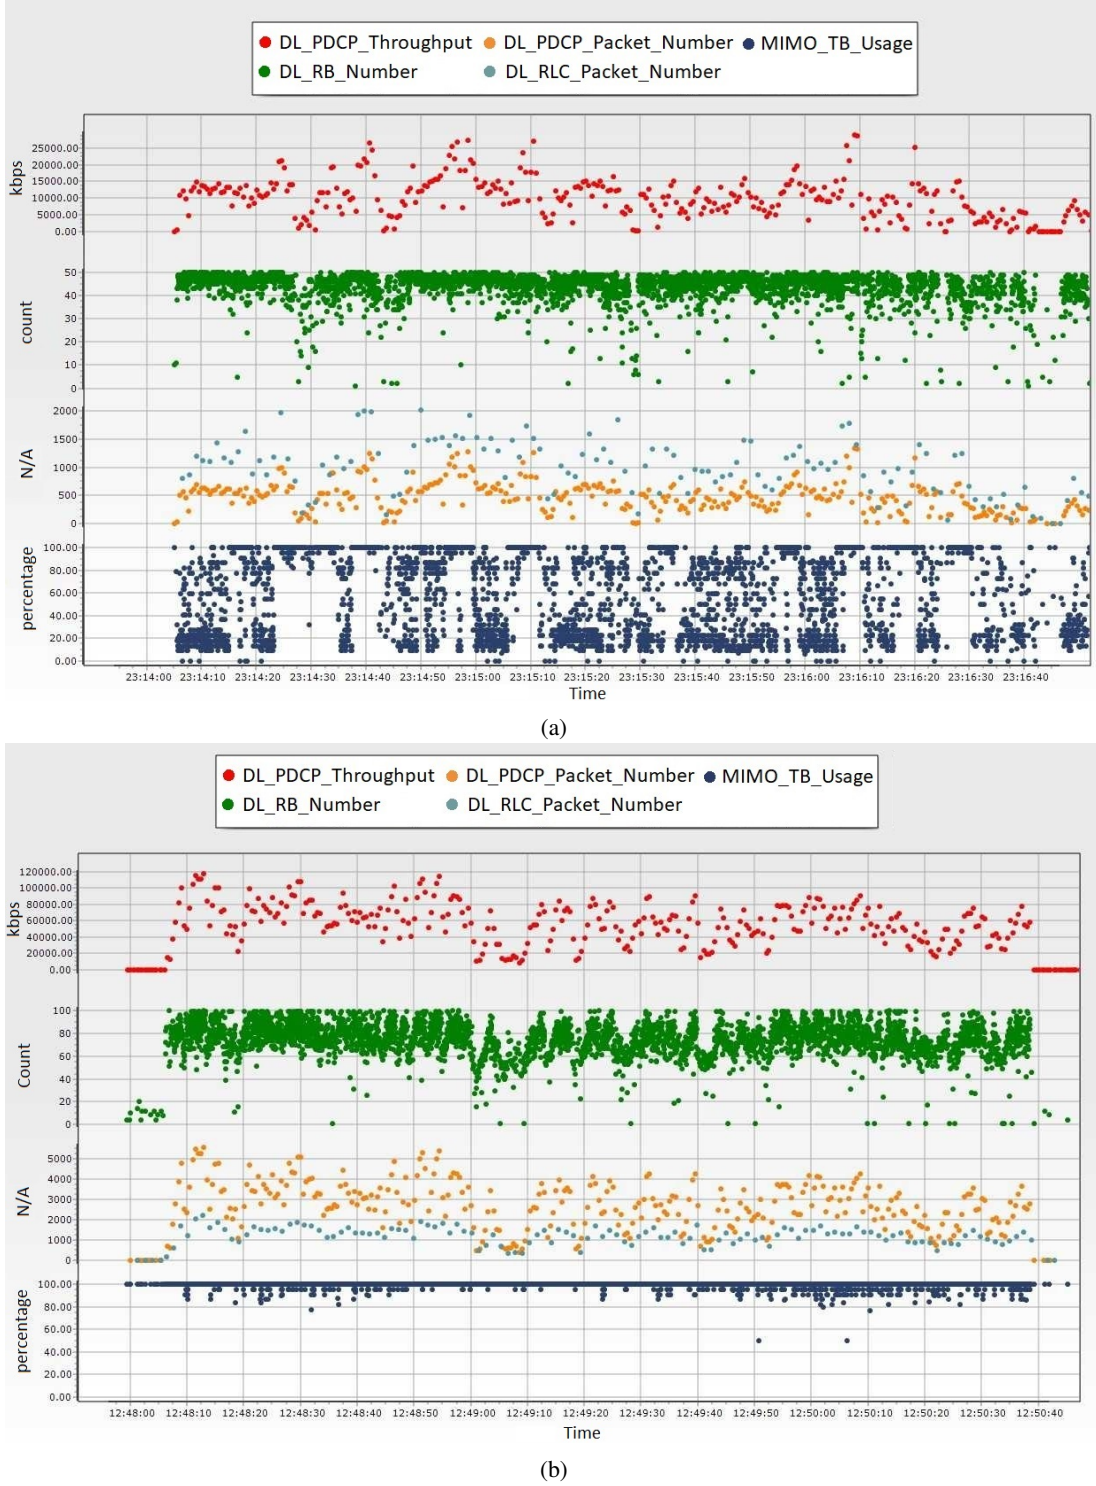 DL_PDCP_Throughput DL_PDCP_Packet_Number MIMO_TB_Usage
DL_RB_Number DL_RLC_Packet_Number
kbps
25000.00
20000.00
15000.00
10000.00
5000.00
0.00
count
50
40
30
20
10
0
N/A
2000
1500
1000
500
0
percentage
100.00
80.00
60.00
40.00
20.00
0.00
23:14:00 23:14:10 23:14:20 23:14:30 23:14:40 23:14:50 23:15:00 23:15:10 23:15:20 23:15:30 23:15:40 23:15:50 23:16:00 23:16:10 23:16:20 23:16:30 23:16:40
Time
(a)
DL_PDCP_Throughput DL_PDCP_Packet_Number MIMO_TB_Usage
DL_RB_Number DL_RLC_Packet_Number
kbps
120000.00
100000.00
80000.00
60000.00
40000.00
20000.00
0.00
Count
100
80
60
40
20
0
N/A
5000
4000
3000
2000
1000
0
percentage
100.00
80.00
60.00
40.00
20.00
0.00
12:48:00 12:48:10 12:48:20 12:48:30 12:48:40 12:48:50 12:49:00 12:49:10 12:49:20 12:49:30 12:49:40 12:49:50 12:50:00 12:50:10 12:50:20 12:50:30 12:50:40
Time
(b)